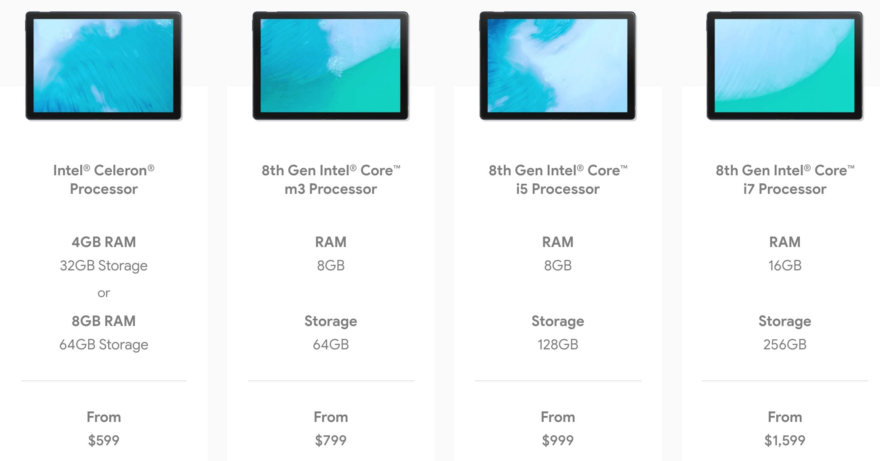 Intel® Celeron®
Processor
4GB RAM
32GB Storage
or
8GB RAM
64GB Storage
From
$599
8th Gen Intel® Core™
m3 Processor
RAM
8GB
Storage
64GB
From
$799
8th Gen Intel® Core™
i5 Processor
RAM
8GB
Storage
128GB
From
$999
8th Gen Intel® Core™
i7 Processor
RAM
16GB
Storage
256GB
From
$1,599